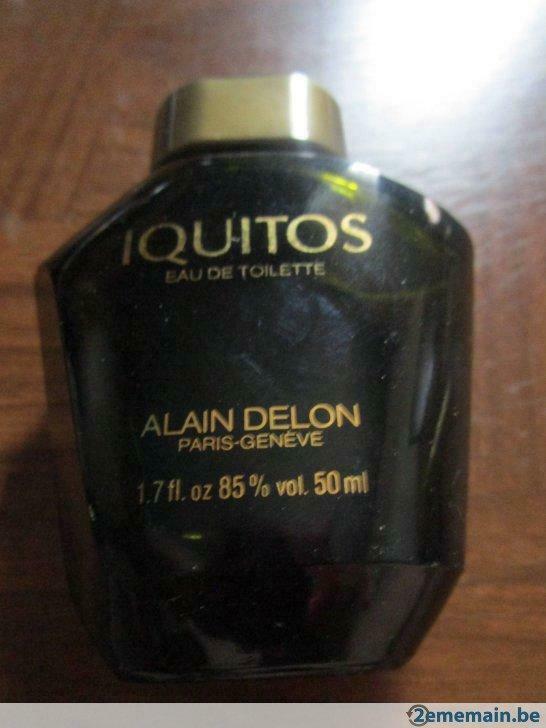 IQUITOS
EAU DE TOILETTE
ALAIN DELON
PARIS-GENÈVE
1.7 fl. oz 85% vol. 50 ml
2ememain.be